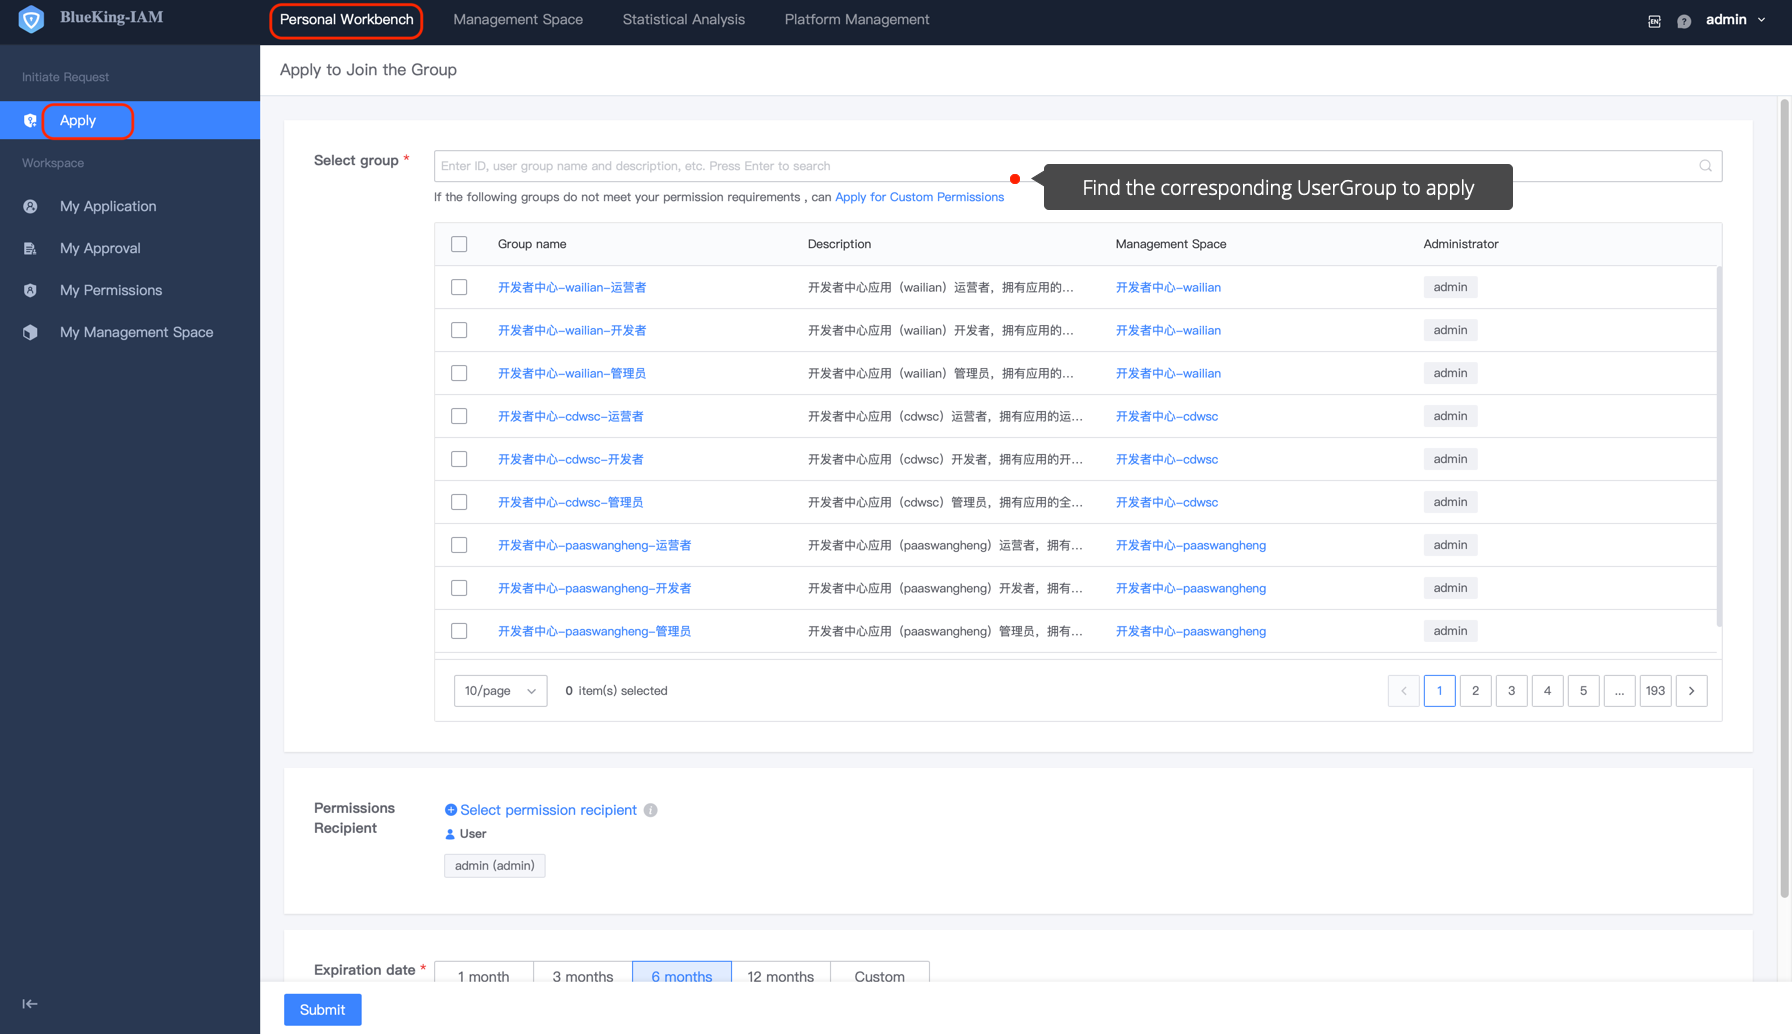 BlueKing-IAM
Personal Workbench
Management Space
Statistical Analysis
Platform Management
EN
?
admin
Initiate Request
Apply
Workspace
My Application
My Approval
My Permissions
My Management Space
Apply to Join the Group
Select group *
Enter ID, user group name and description, etc. Press Enter to search
Find the corresponding UserGroup to apply
If the following groups do not meet your permission requirements , can Apply for Custom Permissions
Group name Description Management Space Administrator
开发者中心-wailian-运营者 开发者中心应用（wailian）运营者，拥有应用的... 开发者中心-wailian admin
开发者中心-wailian-开发者 开发者中心应用（wailian）开发者，拥有应用的... 开发者中心-wailian admin
开发者中心-wailian-管理员 开发者中心应用（wailian）管理员，拥有应用的... 开发者中心-wailian admin
开发者中心-cdwsc-运营者 开发者中心应用（cdwsc）运营者，拥有应用的运... 开发者中心-cdwsc admin
开发者中心-cdwsc-开发者 开发者中心应用（cdwsc）开发者，拥有应用的开... 开发者中心-cdwsc admin
开发者中心-cdwsc-管理员 开发者中心应用（cdwsc）管理员，拥有应用的全... 开发者中心-cdwsc admin
开发者中心-paaswangheng-运营者 开发者中心应用（paaswangheng）运营者，拥有... 开发者中心-paaswangheng admin
开发者中心-paaswangheng-开发者 开发者中心应用（paaswangheng）开发者，拥有... 开发者中心-paaswangheng admin
开发者中心-paaswangheng-管理员 开发者中心应用（paaswangheng）管理员，拥有... 开发者中心-paaswangheng admin
10/page 0 item(s) selected 1 2 3 4 5 ... 193
Permissions
Recipient
Select permission recipient
User
admin (admin)
Expiration date * 1 month 3 months 6 months 12 months Custom
Submit